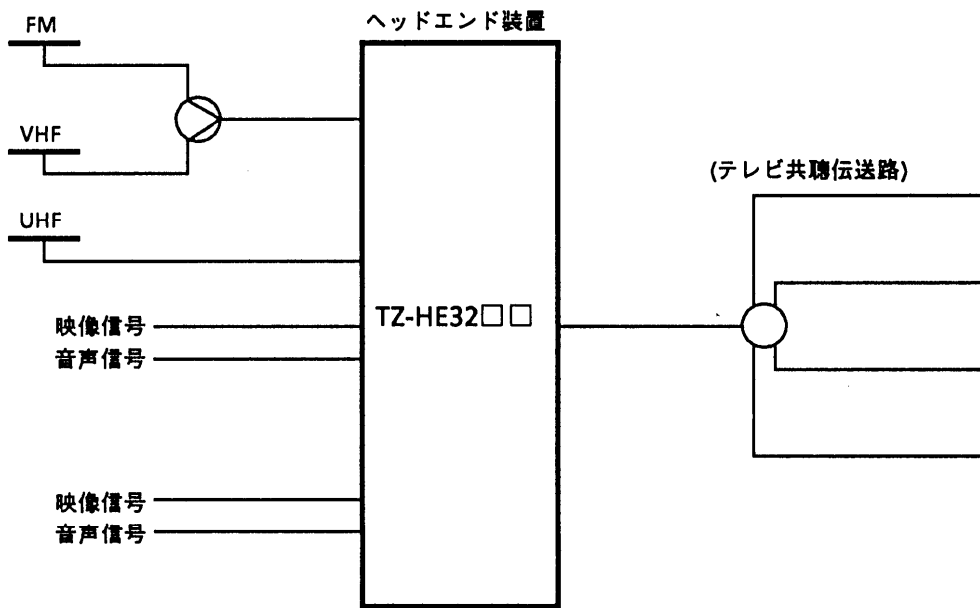 ヘッドエンド装置
FM
VHF
UHF
映像信号
音声信号
映像信号
音声信号
TZ-HE32□□
(テレビ共聴伝送路)